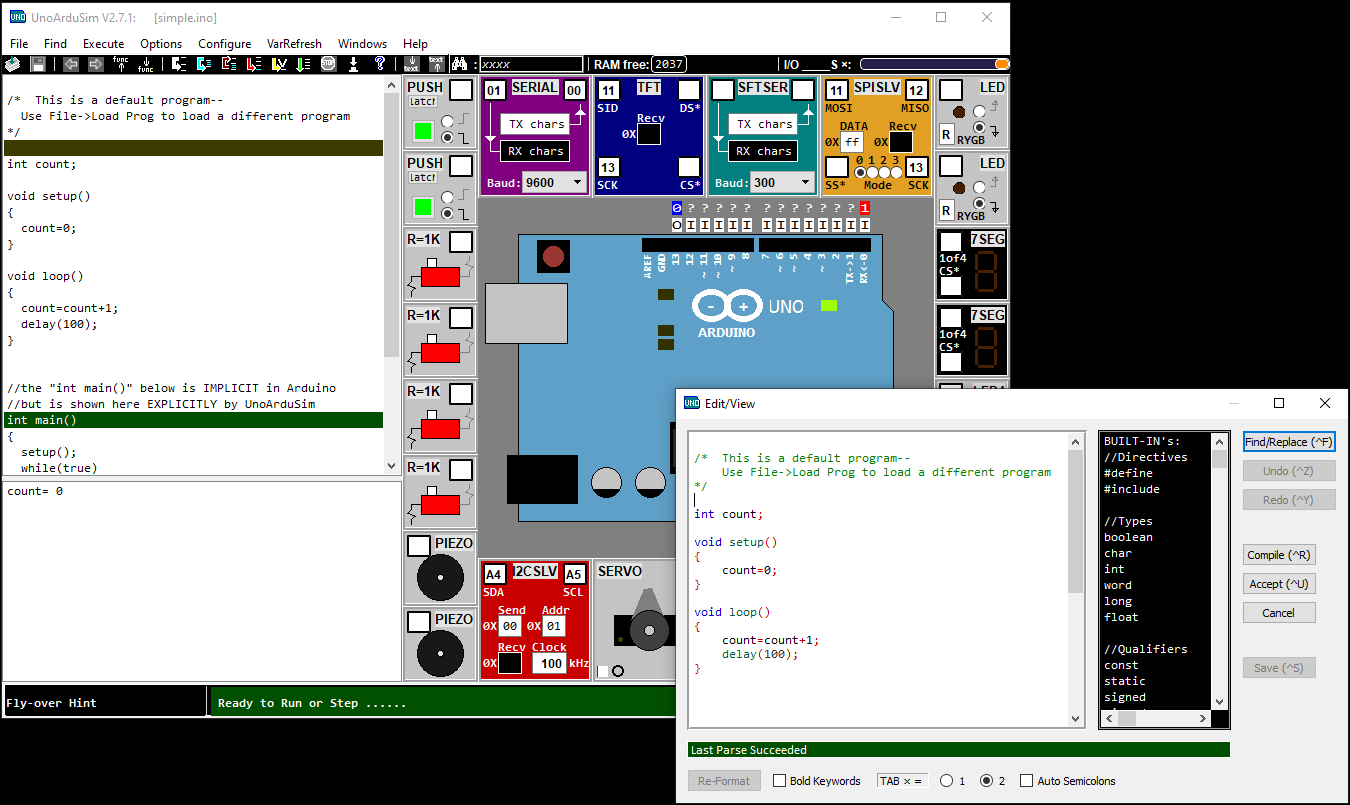 UnoArduSim V2.7.1: [simple.ino]
File Find Execute Options Configure VarRefresh Windows Help
func func STOP text text : xxxx RAM free: 2037 I/O ____S ×:
/* This is a default program--
Use File->Load Prog to load a different program
*/
int count;
void setup()
{
count=0;
}
void loop()
{
count=count+1;
delay(100);
}
//the "int main()" below is IMPLICIT in Arduino
//but is shown here EXPLICITLY by UnoArduSim
int main()
{
setup();
while(true)
count= 0
Fly-over Hint
Ready to Run or Step ......
PUSH
latch
PUSH
latch
R=1K
R=1K
R=1K
R=1K
PIEZO
PIEZO
01 SERIAL 00
TX chars
RX chars
Baud: 9600
11 TFT
SID DS*
Recv
0X
13
SCK CS*
SFTSER
TX chars
RX chars
Baud: 300
11 SPISLV 12
MOSI MISO
DATA Recv
0X ff 0X
0 1 2 3 13
SS* Mode SCK
LED
R RYGB
LED
R RYGB
7SEG
1of4
CS*
7SEG
1of4
CS*
0 ? ? ? ? ? ? ? ? ? ? ? ? 1
O I I I I I I I I I I I I I
AREF GND 13 12 ~ 11 ~ 10 ~ 9 8 7 ~ 6 ~ 5 4 ~ 3 2 TX->1 RX<-0
- + UNO
ARDUINO
A4 I2CSLV A5
SDA SCL
Send Addr
0X 00 0X 01
Recv Clock
0X 100 kHz
SERVO
UNO Edit/View
/* This is a default program--
Use File->Load Prog to load a different program
*/
int count;
void setup()
{
count=0;
}
void loop()
{
count=count+1;
delay(100);
}
BUILT-IN's:
//Directives
#define
#include
//Types
boolean
char
int
word
long
float
//Qualifiers
const
static
signed
Find/Replace (^F)
Undo (^Z)
Redo (^Y)
Compile (^R)
Accept (^U)
Cancel
Save (^S)
Last Parse Succeeded
Re-Format Bold Keywords TAB × = 1 2 Auto Semicolons